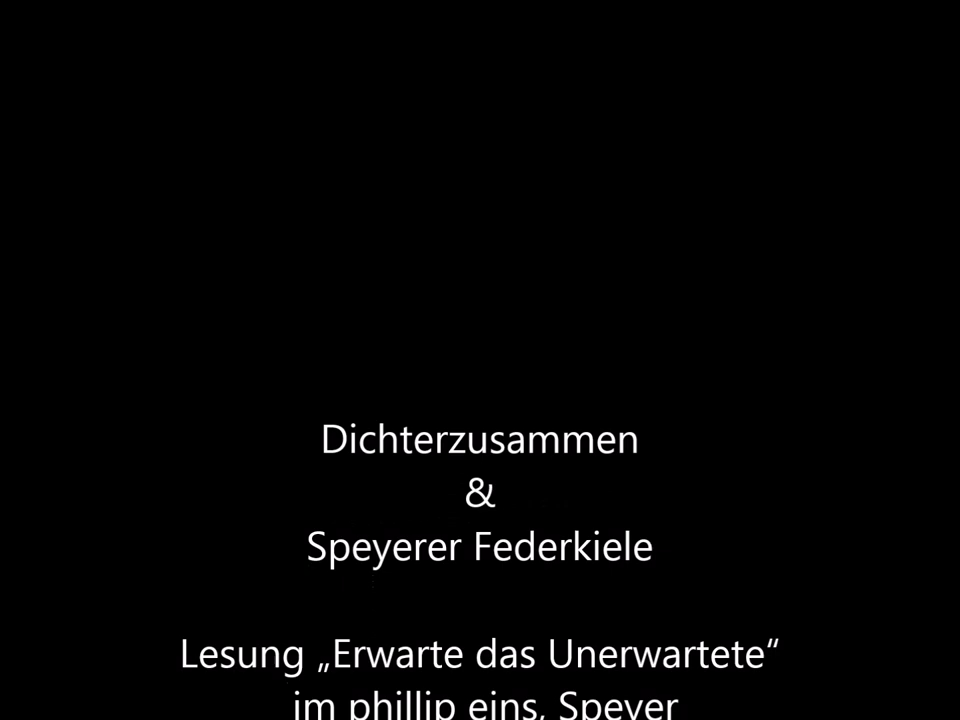 Dichterzusammen
&
Speyerer Federkiele
Lesung „Erwarte das Unerwartete“
im phillip eins, Speyer